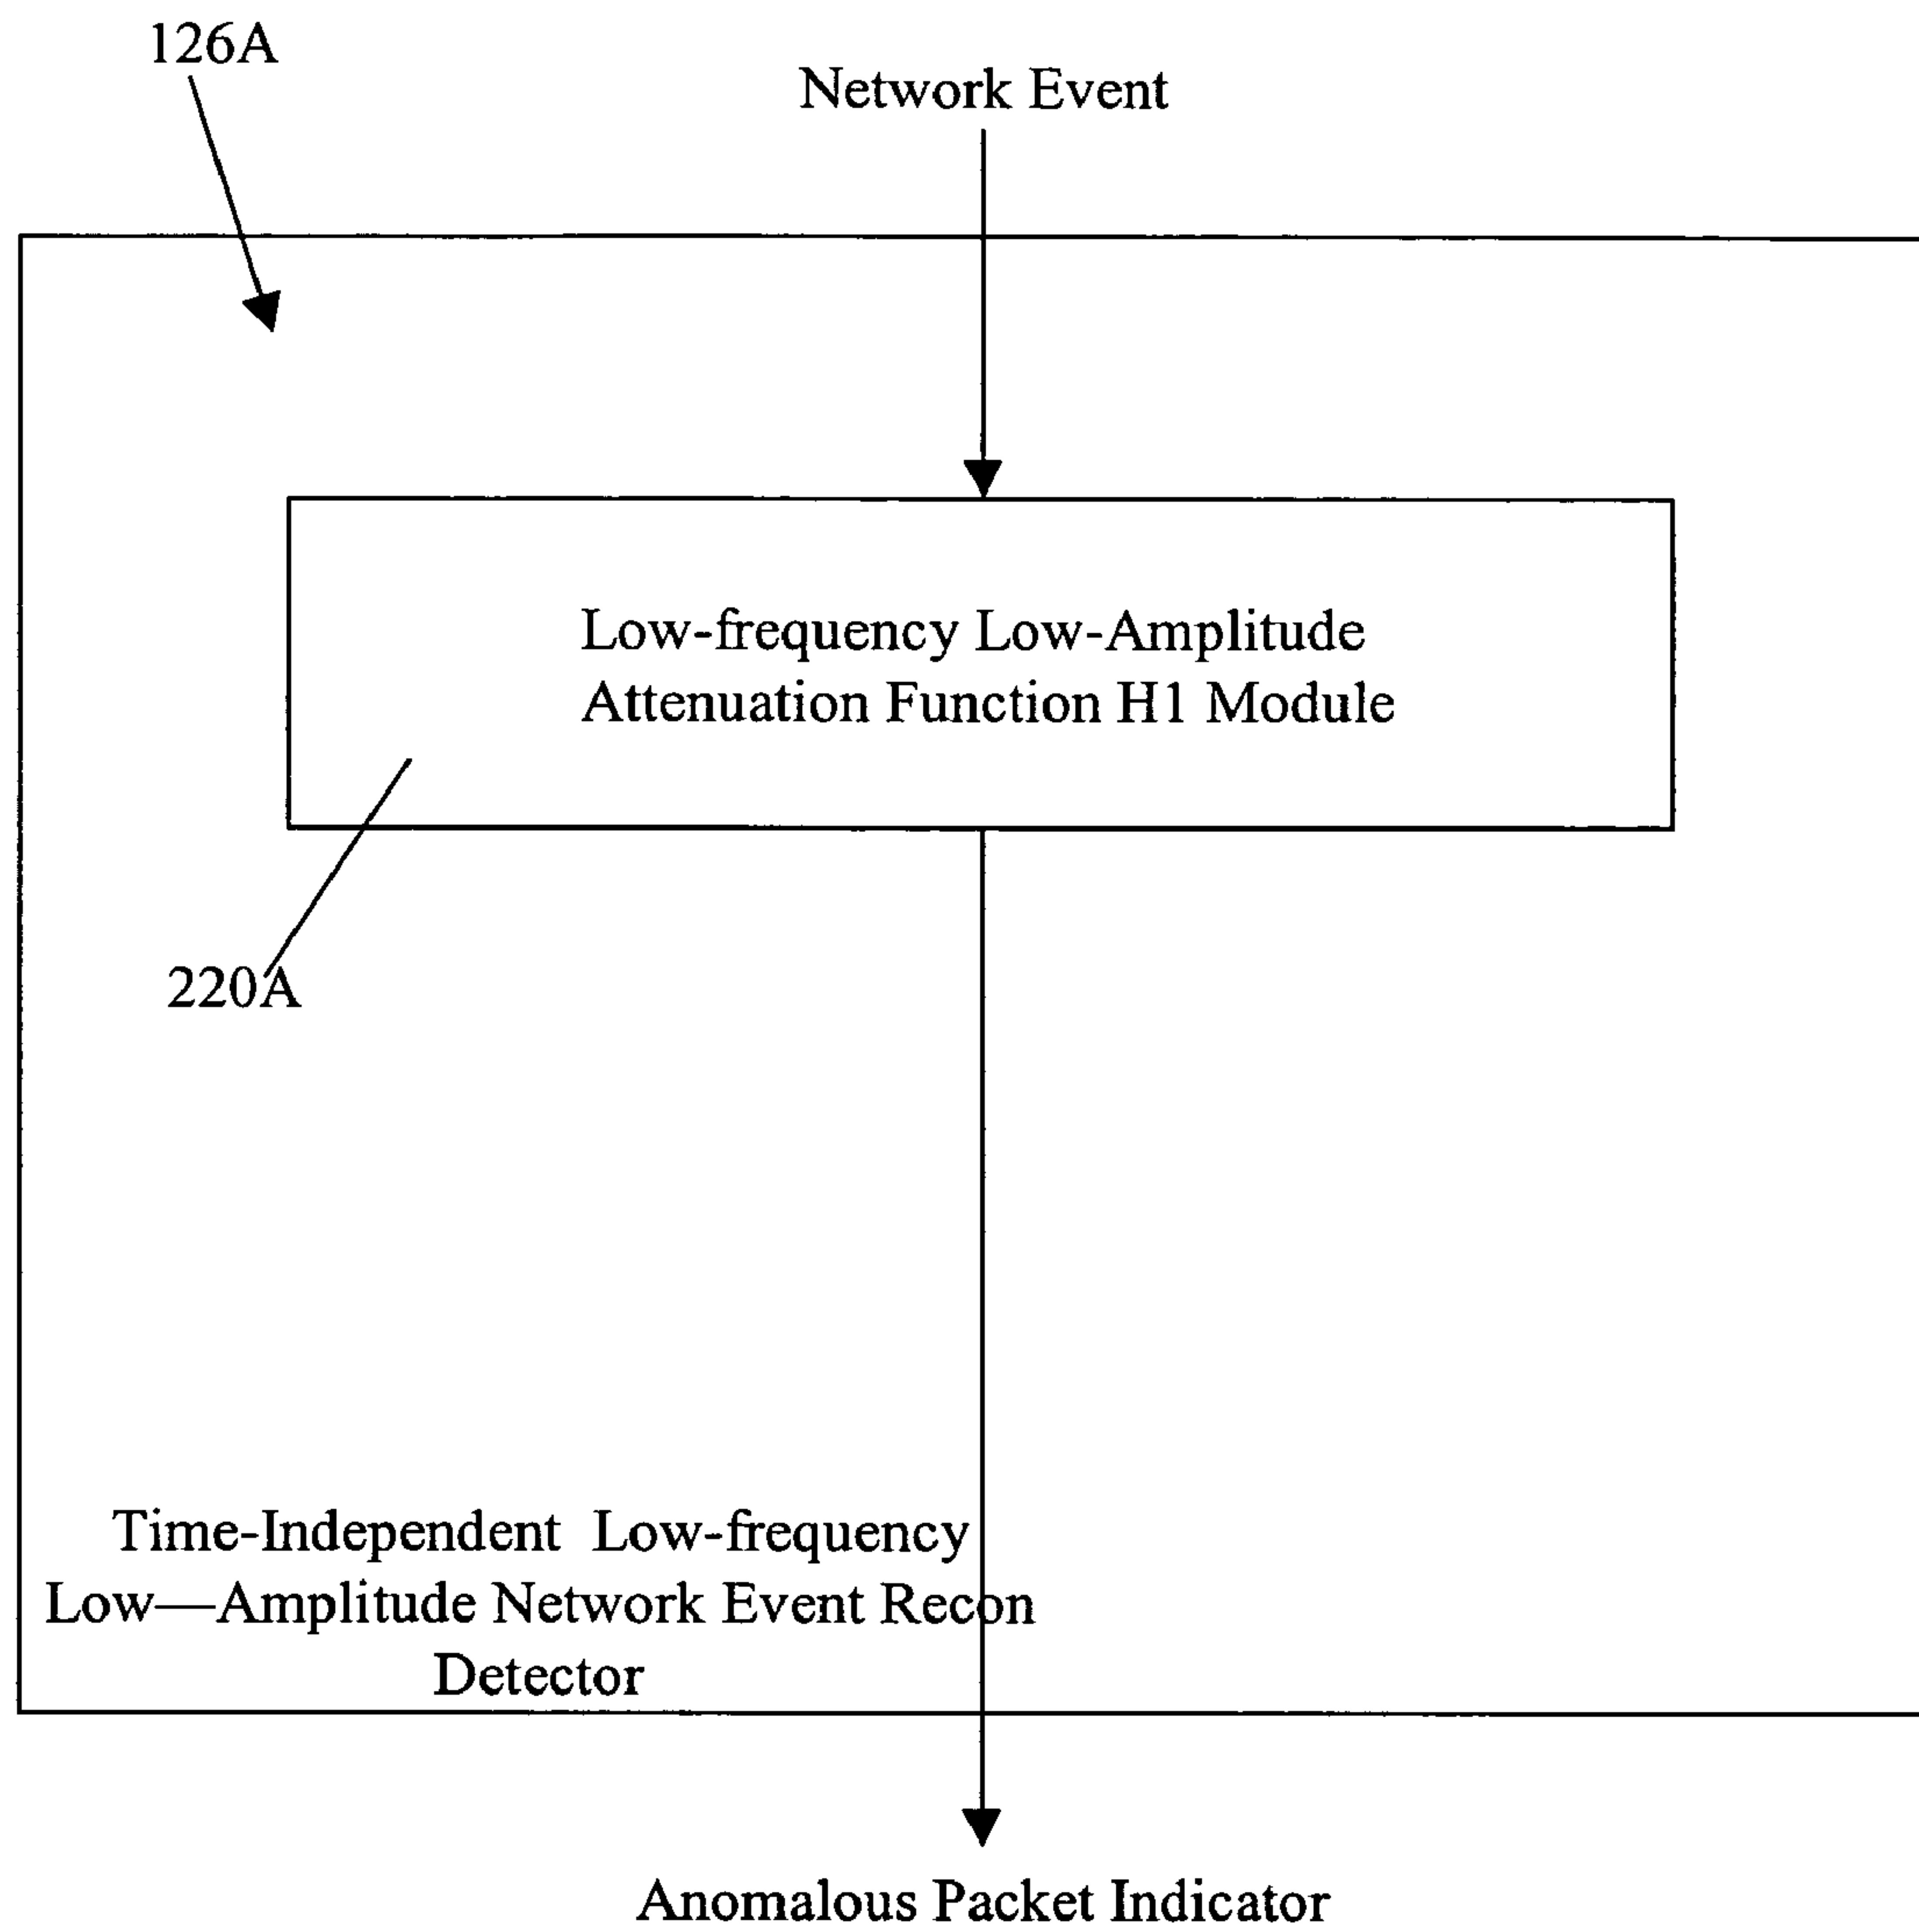 126A
Network Event
Low-frequency Low-Amplitude
Attenuation Function H1 Module
220A
Time-Independent Low-frequency
Low—Amplitude Network Event Recon
Detector
Anomalous Packet Indicator